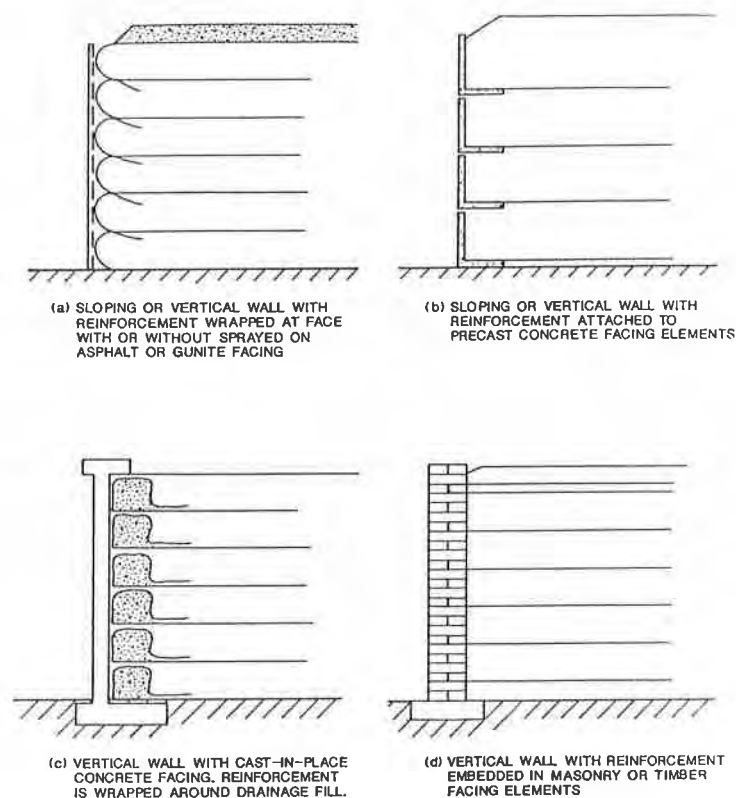 (a) SLOPING OR VERTICAL WALL WITH
REINFORCEMENT WRAPPED AT FACE
WITH OR WITHOUT SPRAYED ON
ASPHALT OR GUNITE FACING
(b) SLOPING OR VERTICAL WALL WITH
REINFORCEMENT ATTACHED TO
PRECAST CONCRETE FACING ELEMENTS
(c) VERTICAL WALL WITH CAST-IN-PLACE
CONCRETE FACING. REINFORCEMENT
IS WRAPPED AROUND DRAINAGE FILL.
(d) VERTICAL WALL WITH REINFORCEMENT
EMBEDDED IN MASONRY OR TIMBER
FACING ELEMENTS